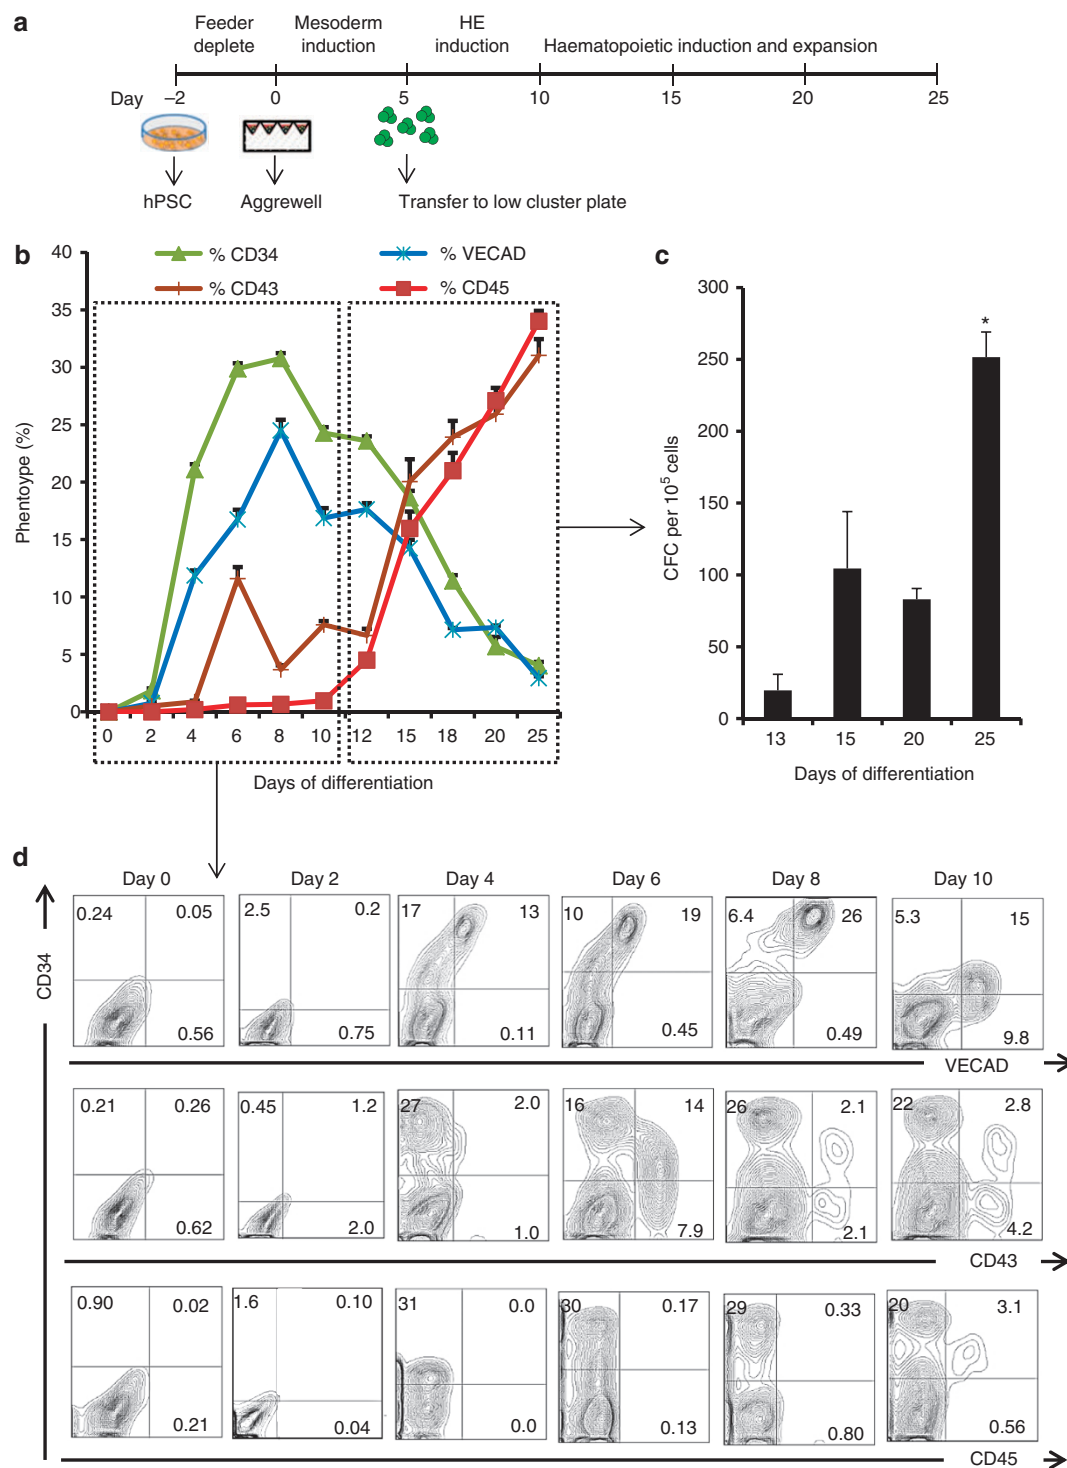 a
Feeder deplete
Mesoderm induction
HE induction
Haematopoietic induction and expansion
Day –2 0 5 10 15 20 25
hPSC
Aggrewell
Transfer to low cluster plate
b
% CD34
% VECAD
% CD43
% CD45
Phentoype (%)
40
35
30
25
20
15
10
5
0
0 2 4 6 8 10 12 15 18 20 25
Days of differentiation
c
CFC per 10⁵ cells
300
250
200
150
100
50
0
*
13 15 20 25
Days of differentiation
d
CD34
Day 0 Day 2 Day 4 Day 6 Day 8 Day 10
0.24 0.05 2.5 0.2 17 13 10 19 6.4 26 5.3 15
0.56 0.75 0.11 0.45 0.49 9.8
VECAD
0.21 0.26 0.45 1.2 27 2.0 16 14 26 2.1 22 2.8
0.62 2.0 1.0 7.9 2.1 4.2
CD43
0.90 0.02 1.6 0.10 31 0.0 30 0.17 29 0.33 20 3.1
0.21 0.04 0.0 0.13 0.80 0.56
CD45